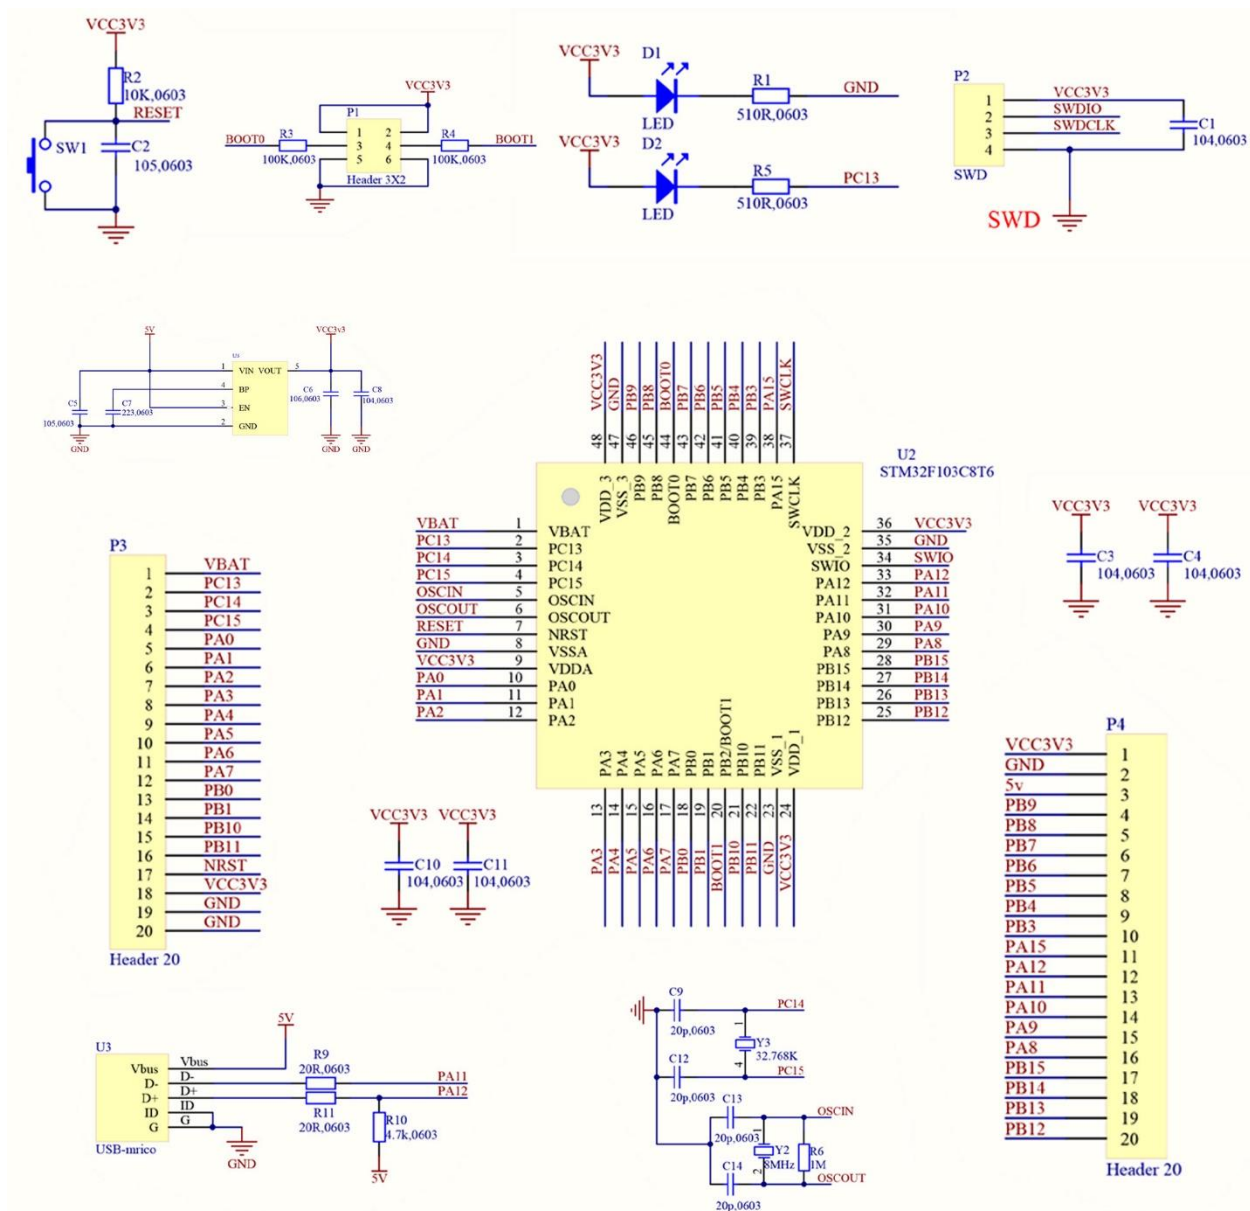 VCC3V3
R2
10K,0603
RESET
SW1
C2
105,0603
VCC3V3
P1
BOOT0
R3
100K,0603
1 2
3 4
5 6
R4
100K,0603
BOOT1
Header 3X2
VCC3V3
D1
LED
R1
510R,0603
GND
VCC3V3
D2
LED
R5
510R,0603
PC13
P2
1
2
3
4
SWD
VCC3V3
SWDIO
SWDCLK
C1
104,0603
SWD
5V
VCC3v3
1 VIN VOUT 5
4 BP
3 EN
2 GND
C5
105,0603
GND
C7
223,0603
C6
106,0603
GND
C8
104,0603
GND
U2
STM32F103C8T6
VCC3V3 48 VDD_3
GND 47 VSS_3
PB9 46 PB9
PB8 45 PB8
BOOT0 44 BOOT0
PB7 43 PB7
PB6 42 PB6
PB5 41 PB5
PB4 40 PB4
PB3 39 PB3
PA15 38 PA15
SWCLK 37 SWCLK
VBAT 1 VBAT
PC13 2 PC13
PC14 3 PC14
PC15 4 PC15
OSCIN 5 OSCIN
OSCOUT 6 OSCOUT
RESET 7 NRST
GND 8 VSSA
VCC3V3 9 VDDA
PA0 10 PA0
PA1 11 PA1
PA2 12 PA2
VDD_2 36 VCC3V3
VSS_2 35 GND
SWIO 34 SWIO
PA12 33 PA12
PA11 32 PA11
PA10 31 PA10
PA9 30 PA9
PA8 29 PA8
PB15 28 PB15
PB14 27 PB14
PB13 26 PB13
PB12 25 PB12
PA3 13 PA3
PA4 14 PA4
PA5 15 PA5
PA6 16 PA6
PA7 17 PA7
PB0 18 PB0
PB1 19 PB1
PB2/BOOT1 20 BOOT1
PB10 21 PB10
PB11 22 PB11
VSS_1 23 GND
VDD_1 24 VCC3V3
VCC3V3
C3
104,0603
VCC3V3
C4
104,0603
P3
1 VBAT
2 PC13
3 PC14
4 PC15
5 PA0
6 PA1
7 PA2
8 PA3
9 PA4
10 PA5
11 PA6
12 PA7
13 PB0
14 PB1
15 PB10
16 PB11
17 NRST
18 VCC3V3
19 GND
20 GND
Header 20
VCC3V3
C10
104,0603
VCC3V3
C11
104,0603
P4
VCC3V3 1
GND 2
5v 3
PB9 4
PB8 5
PB7 6
PB6 7
PB5 8
PB4 9
PB3 10
PA15 11
PA12 12
PA11 13
PA10 14
PA9 15
PA8 16
PB15 17
PB14 18
PB13 19
PB12 20
Header 20
U3
Vbus Vbus
D- D-
D+ D+
ID ID
G G
USB-mrico
5V
R9
20R,0603
PA11
PA12
R11
20R,0603
R10
4.7k,0603
GND
5V
C9
20p,0603
PC14
1
Y3
32.768K
4
C12
20p,0603
PC15
C13
20p,0603
OSCIN
1
Y2
8MHz
2
R6
1M
C14
20p,0603
OSCOUT